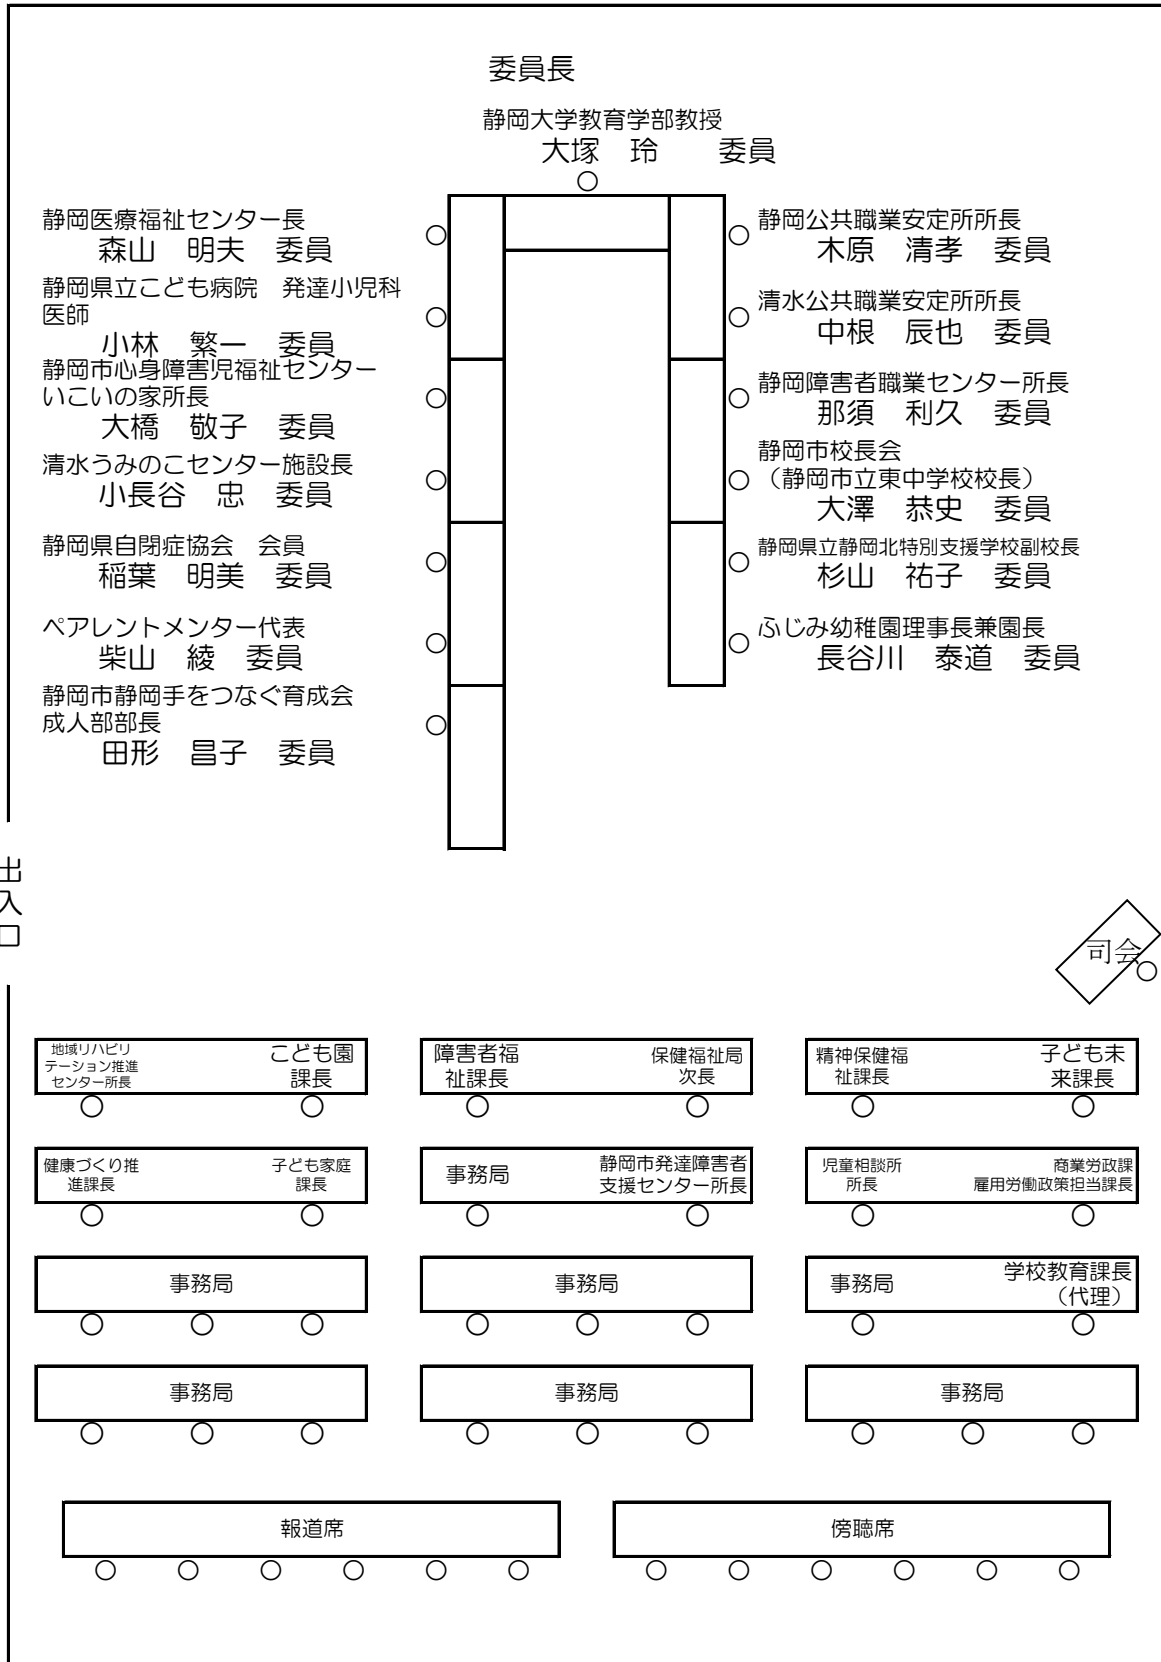 委員長
静岡大学教育学部教授
大塚　玲　　委員
静岡医療福祉センター長
森山　明夫　委員
静岡県立こども病院　発達小児科
医師
小林　繁一　委員
静岡市心身障害児福祉センター
いこいの家所長
大橋　敬子　委員
清水うみのこセンター施設長
小長谷　忠　委員
静岡県自閉症協会　会員
稲葉　明美　委員
ペアレントメンター代表
柴山　綾　委員
静岡市静岡手をつなぐ育成会
成人部部長
田形　昌子　委員
静岡公共職業安定所所長
木原　清孝　委員
清水公共職業安定所所長
中根　辰也　委員
静岡障害者職業センター所長
那須　利久　委員
静岡市校長会
（静岡市立東中学校校長）
大澤　恭史　委員
静岡県立静岡北特別支援学校副校長
杉山　祐子　委員
ふじみ幼稚園理事長兼園長
長谷川　泰道　委員
出入口
司会
地域リハビリ
テーション推進
センター所長
こども園
課長
障害者福
祉課長
保健福祉局
次長
精神保健福
祉課長
子ども未
来課長
健康づくり推
進課長
子ども家庭
課長
事務局
静岡市発達障害者
支援センター所長
児童相談所
所長
商業労政課
雇用労働政策担当課長
事務局
事務局
事務局
学校教育課長
（代理）
事務局
事務局
事務局
報道席
傍聴席